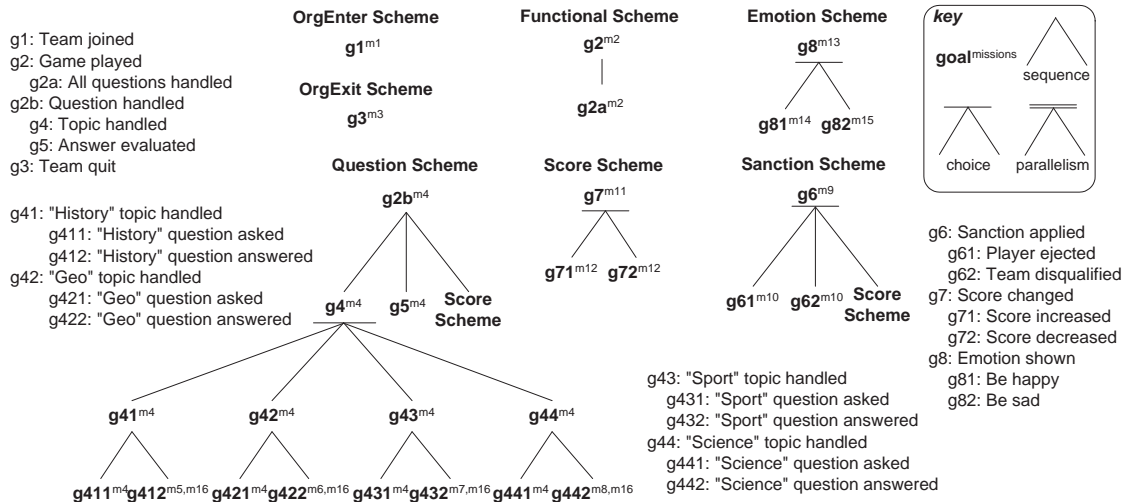 OrgEnter Scheme
g1m1
OrgExit Scheme
g3m3
Functional Scheme
g2m2
g2am2
Emotion Scheme
g8m13
g81m14 g82m15
key
goalmissions
sequence
choice
parallelism
g1: Team joined
g2: Game played
g2a: All questions handled
g2b: Question handled
g4: Topic handled
g5: Answer evaluated
g3: Team quit
Question Scheme
g2bm4
g4m4 g5m4 Score
Scheme
Score Scheme
g7m11
g71m12 g72m12
Sanction Scheme
g6m9
g61m10 g62m10 Score
Scheme
g41: "History" topic handled
g411: "History" question asked
g412: "History" question answered
g42: "Geo" topic handled
g421: "Geo" question asked
g422: "Geo" question answered
g6: Sanction applied
g61: Player ejected
g62: Team disqualified
g7: Score changed
g71: Score increased
g72: Score decreased
g8: Emotion shown
g81: Be happy
g82: Be sad
g43: "Sport" topic handled
g431: "Sport" question asked
g432: "Sport" question answered
g44: "Science" topic handled
g441: "Science" question asked
g442: "Science" question answered
g41m4 g42m4 g43m4 g44m4
g411m4 g412m5,m16 g421m4 g422m6,m16 g431m4 g432m7,m16 g441m4 g442m8,m16